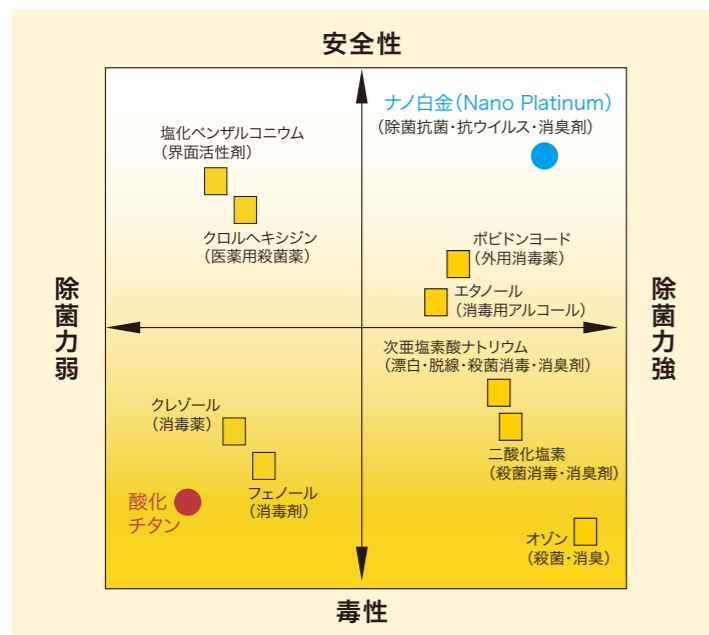 安全性
ナノ白金(Nano Platinum)
(除菌抗菌・抗ウイルス・消臭剤)
塩化ベンザルコニウム
(界面活性剤)
クロルヘキシジン
(医薬用殺菌薬)
ポビドンヨード
(外用消毒薬)
エタノール
(消毒用アルコール)
除菌力弱
除菌力強
次亜塩素酸ナトリウム
(漂白・脱線・殺菌消毒・消臭剤)
クレゾール
(消毒薬)
二酸化塩素
(殺菌消毒・消臭剤)
フェノール
(消毒剤)
酸化
チタン
オゾン
(殺菌・消臭)
毒性